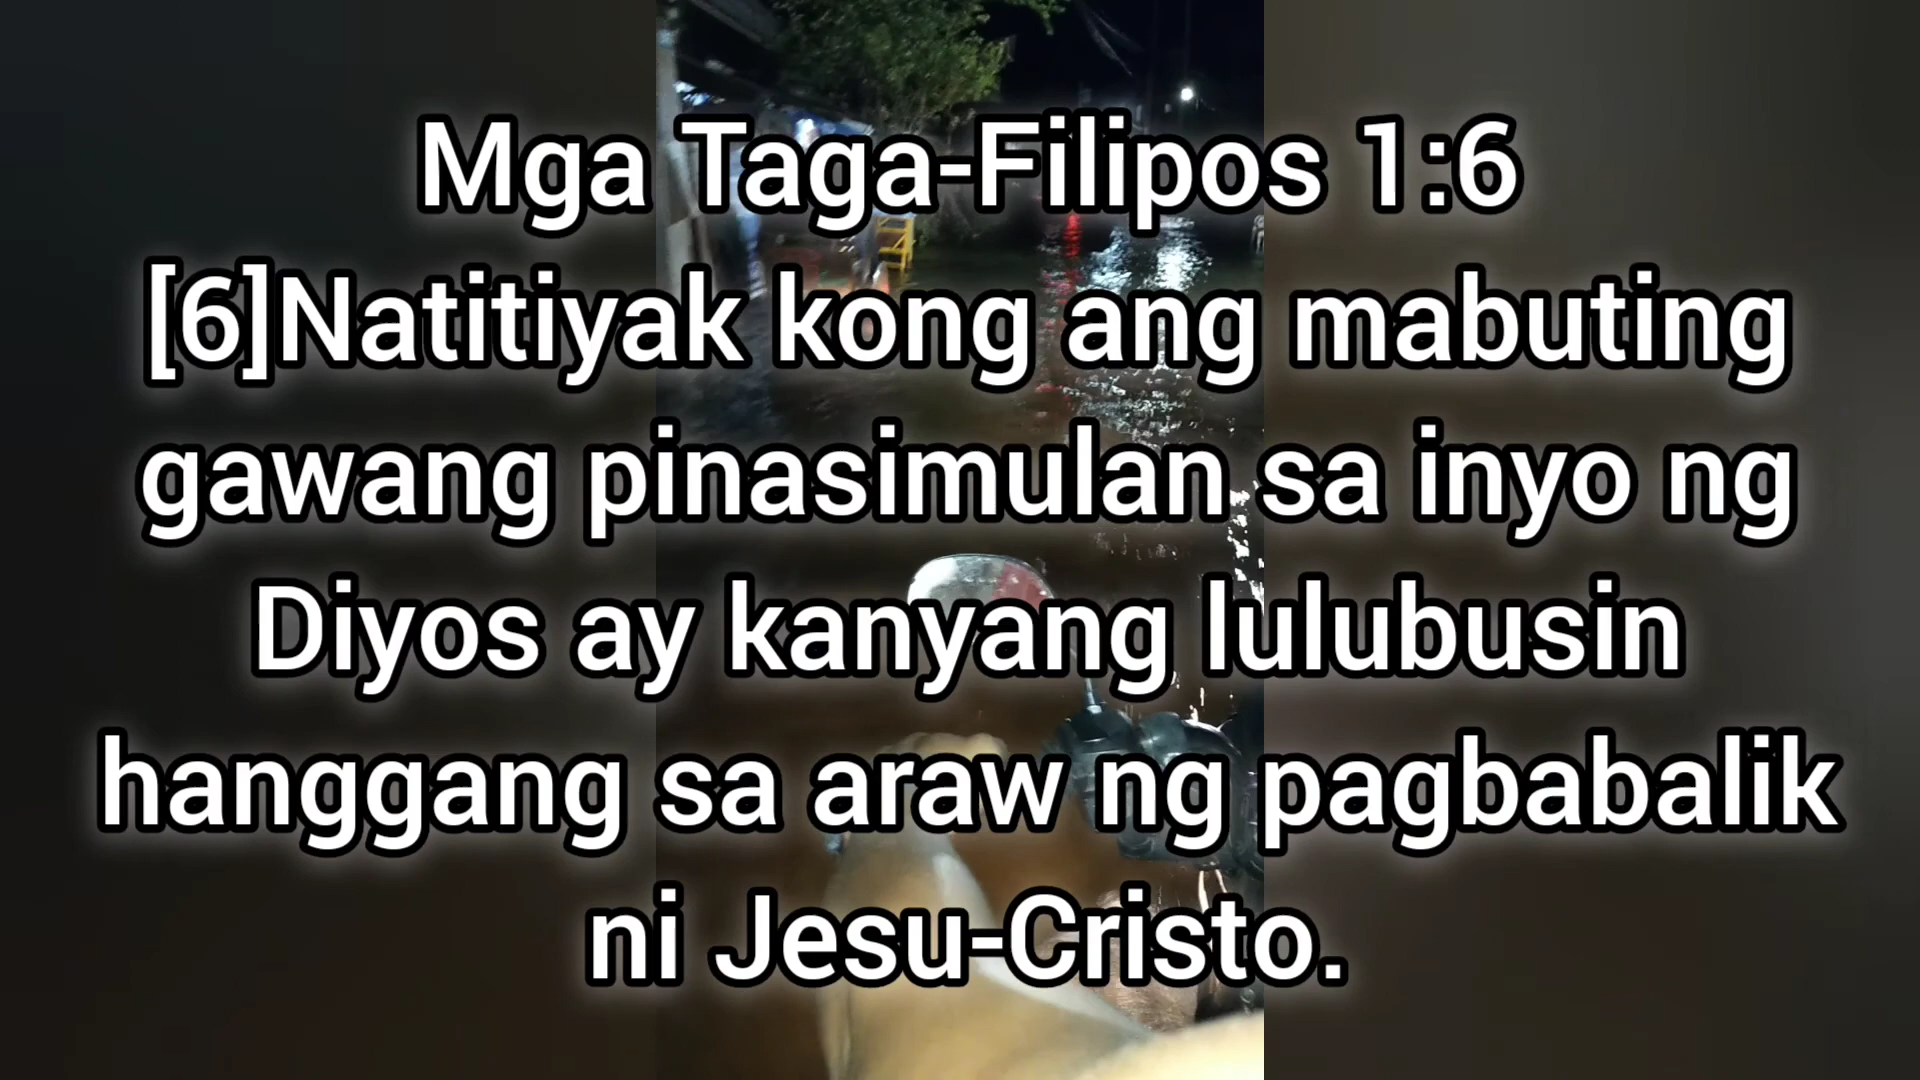 Mga Taga-Filipos 1:6
[6]Natitiyak kong ang mabuting
gawang pinasimulan sa inyo ng
Diyos ay kanyang lulubusin
hanggang sa araw ng pagbabalik
ni Jesu-Cristo.